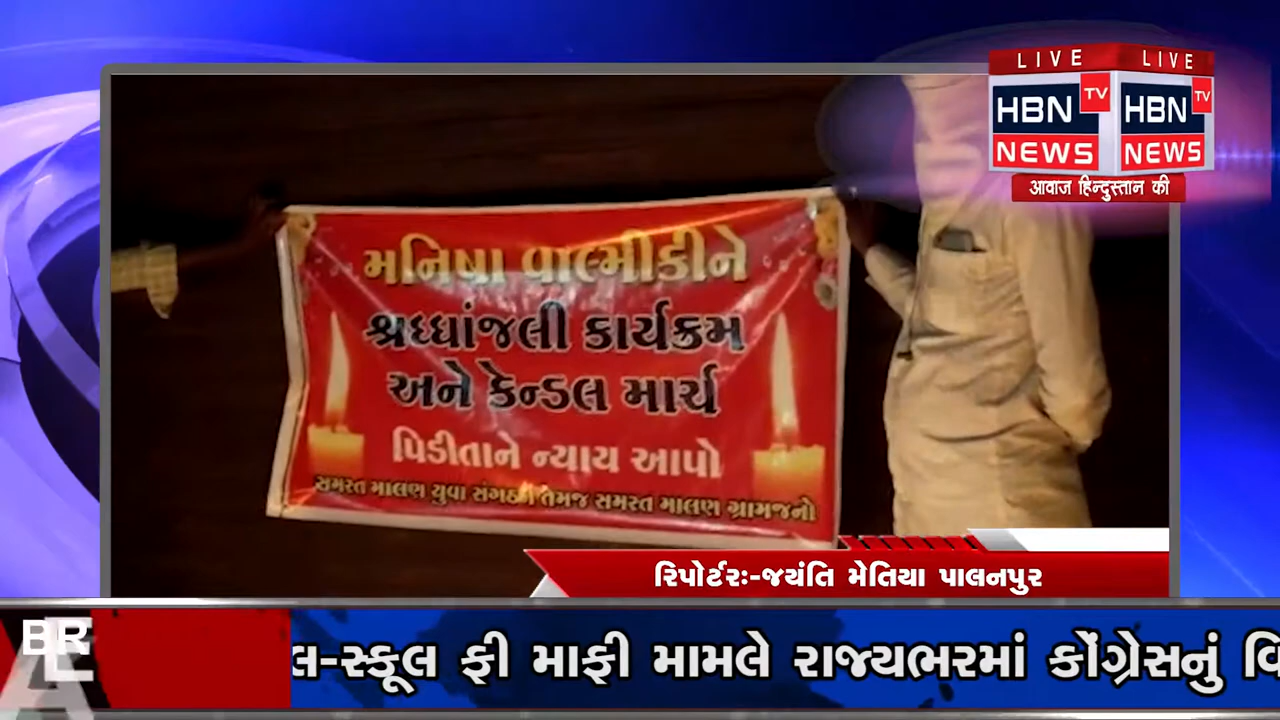 LIVE LIVE
HBN TV HBN TV
NEWS NEWS
आवाज हिन्दुस्तान की
મનિષા વાલ્મીકીને
શ્રધ્ધાંજલી કાર્યક્રમ
અને કેન્ડલ માર્ચ
પિડીતાને ન્યાય આપો
સમસ્ત માલણ યુવા સંગઠન તેમજ સમસ્ત માલણ ગ્રામજનો
રિપોર્ટરઃ-જયંતિ મેતિયા પાલનપુર
લ-સ્કૂલ ફી માફી મામલે રાજ્યભરમાં કોંગ્રેસનું વિ